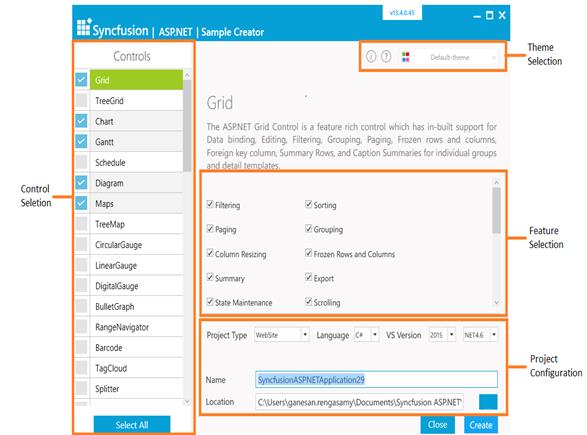 v13.4.0.45
Syncfusion | ASP.NET | Sample Creator
Theme
Selection
Controls
Default-theme
Grid
TreeGrid
Chart
Gantt
Schedule
Diagram
Maps
TreeMap
CircularGauge
LinearGauge
DigitalGauge
BulletGraph
RangeNavigator
Barcode
TagCloud
Splitter
Select All
Control
Seletion
Grid
The ASP.NET Grid Control is a feature rich control which has in-built support for
Data binding, Editing, Filtering, Grouping, Paging, Frozen rows and columns,
Foreign key column, Summary Rows, and Caption Summaries for individual groups
and detail templates.
Filtering
Sorting
Paging
Grouping
Column Resizing
Frozen Rows and Columns
Summary
Export
State Maintenance
Scrolling
Feature
Selection
Project Type WebSite Language C# VS Version 2015 .NET4.6
Name SyncfusionASPNETApplication29
Location C:\Users\ganesan.rengasamy\Documents\Syncfusion ASP.NET\
Project
Configuration
Close
Create